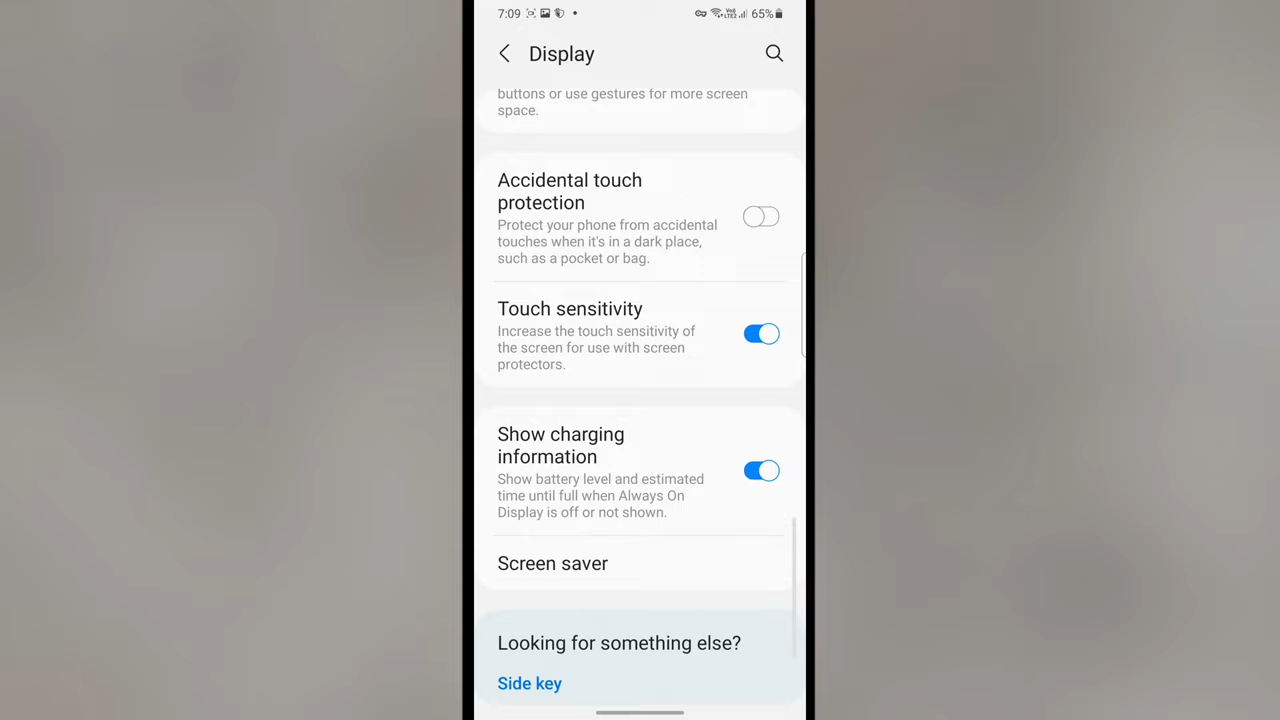 7:09
VoI
LTE2
65%
Display
buttons or use gestures for more screen
space.
Accidental touch
protection
Protect your phone from accidental
touches when it's in a dark place,
such as a pocket or bag.
Touch sensitivity
Increase the touch sensitivity of
the screen for use with screen
protectors.
Show charging
information
Show battery level and estimated
time until full when Always On
Display is off or not shown.
Screen saver
Looking for something else?
Side key